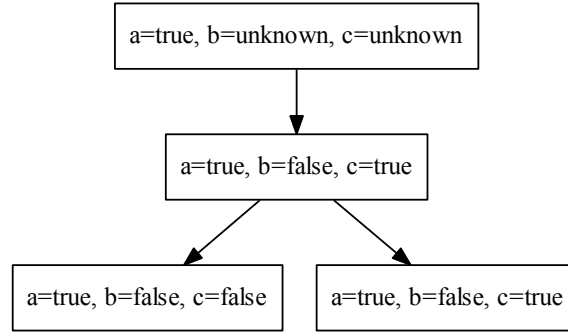 a=true, b=unknown, c=unknown
a=true, b=false, c=true
a=true, b=false, c=false
a=true, b=false, c=true